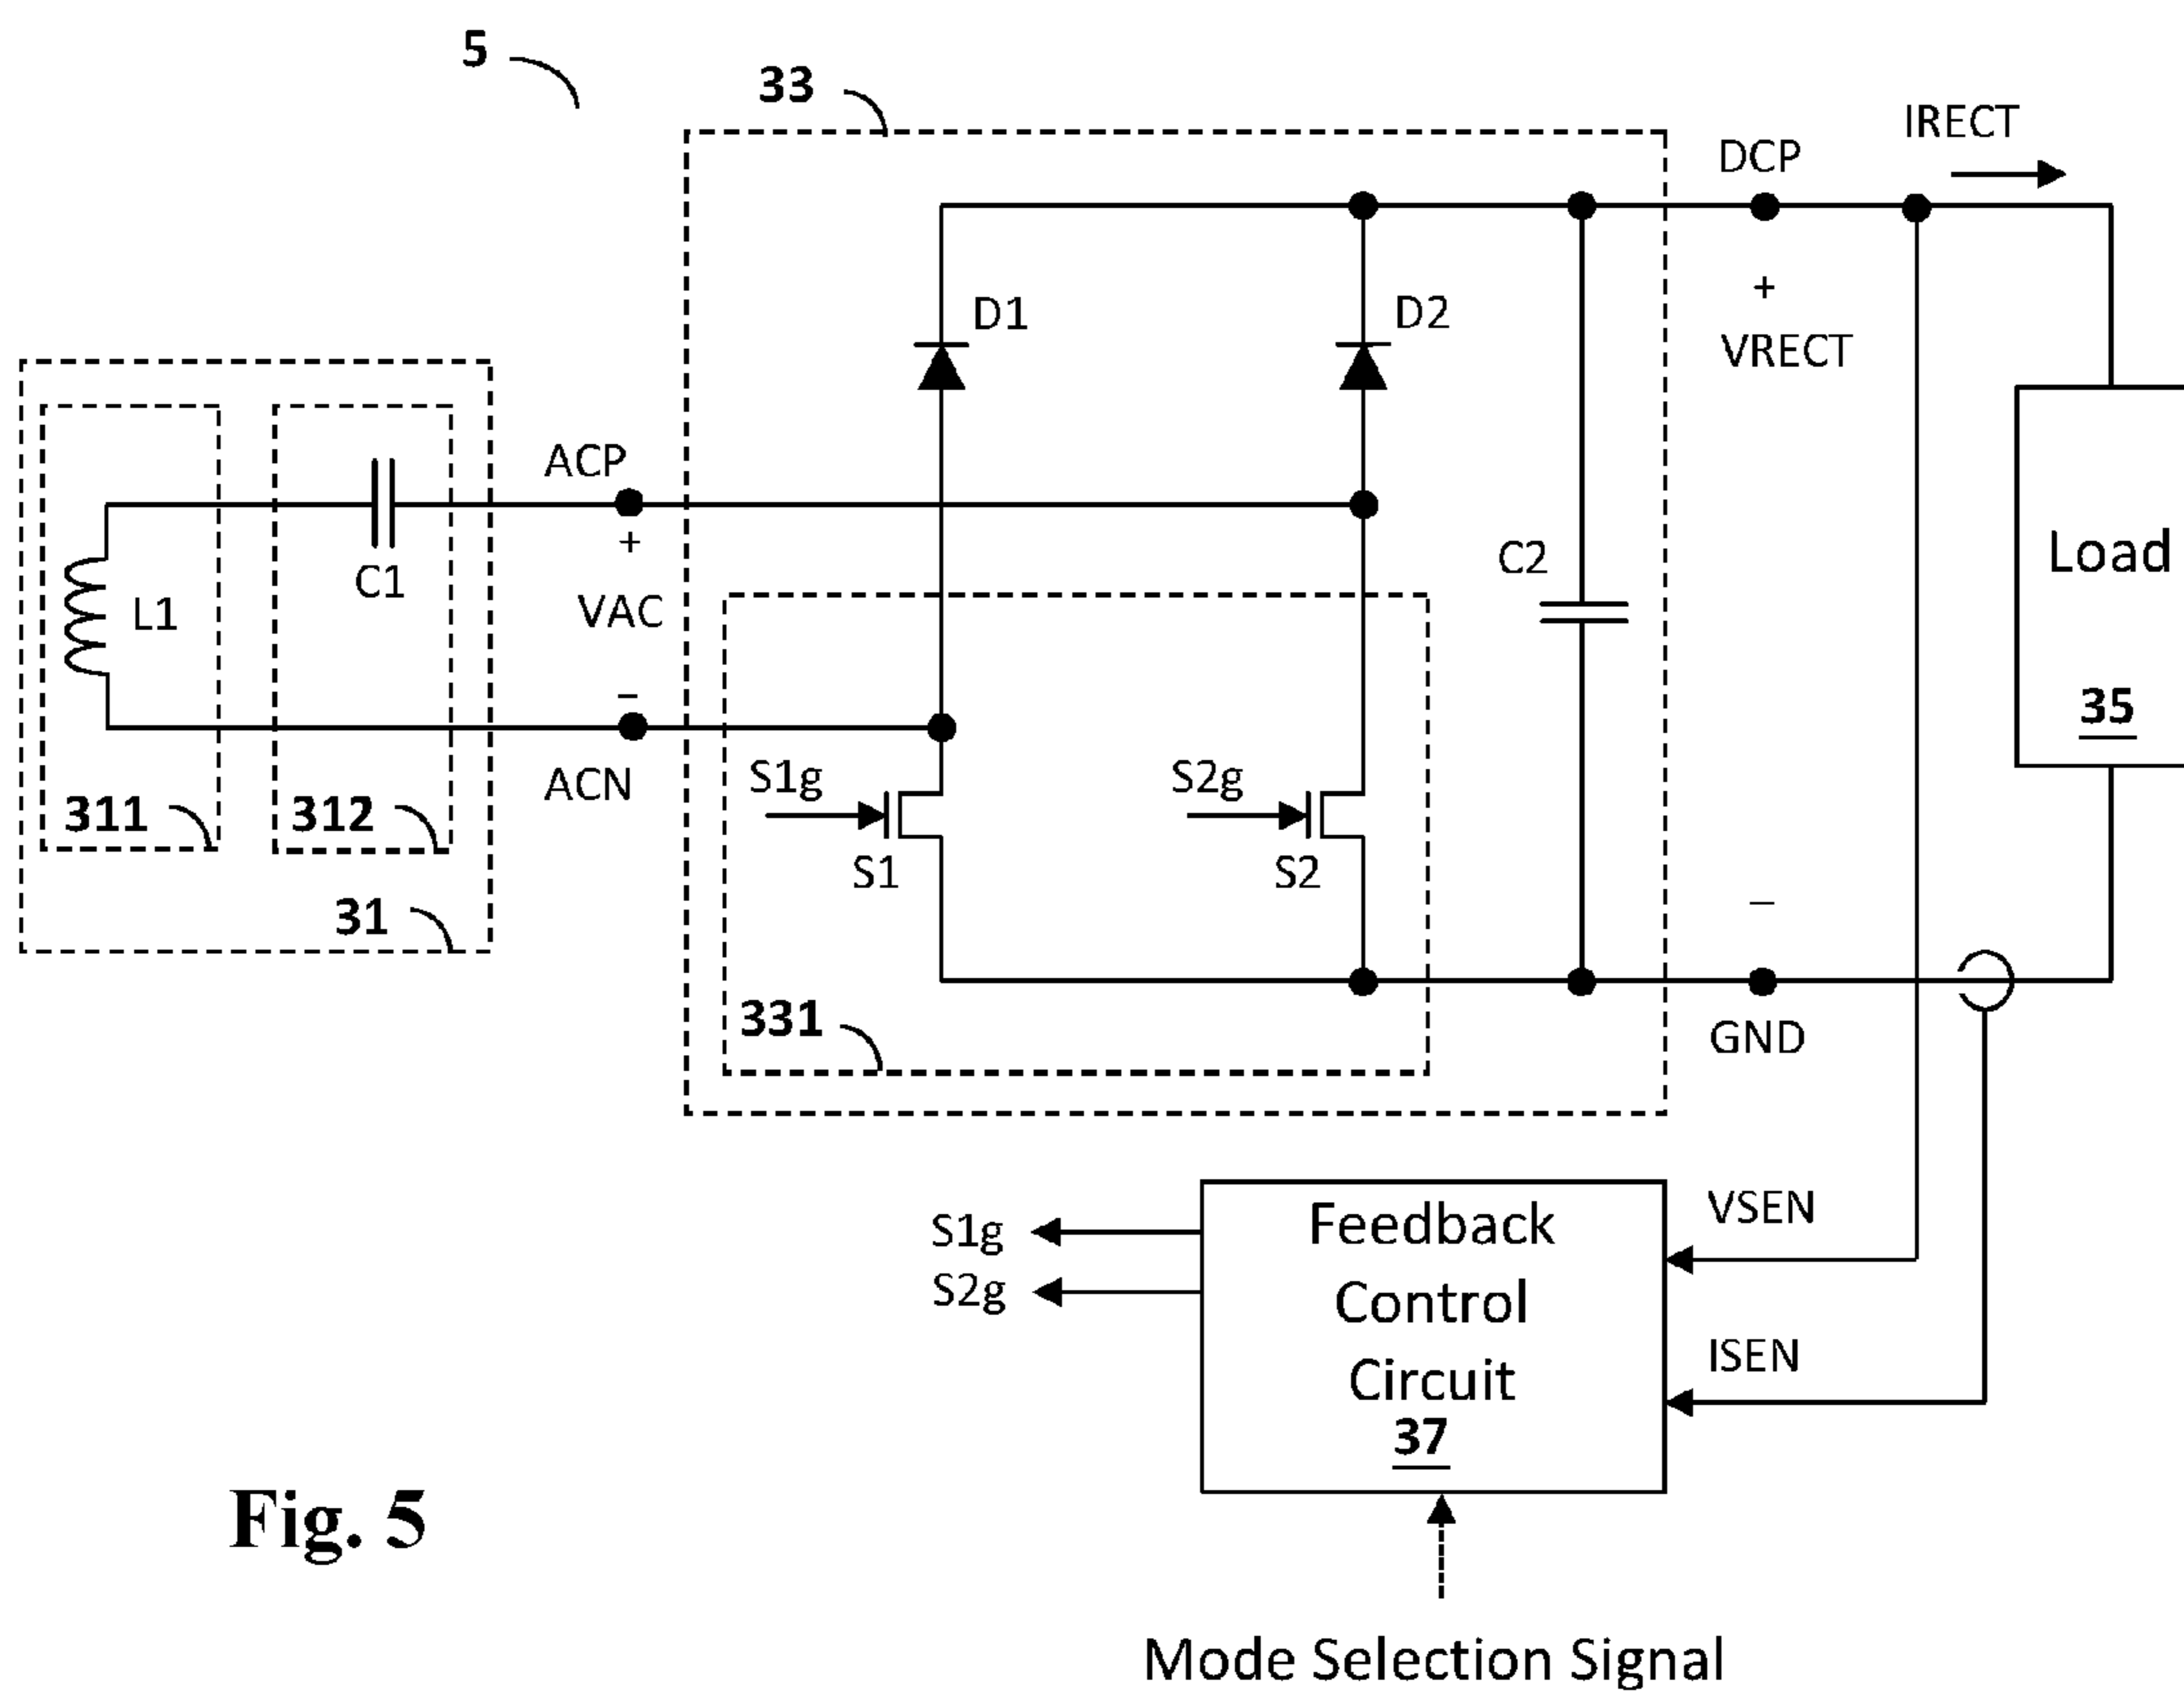 5
33
IRECT
DCP
+
VRECT
D1
D2
ACP
+
VAC
–
ACN
L1
C1
C2
Load
35
311
312
31
S1g
S1
S2g
S2
331
–
GND
S1g
S2g
Feedback
Control
Circuit
37
VSEN
ISEN
Fig. 5
Mode Selection Signal